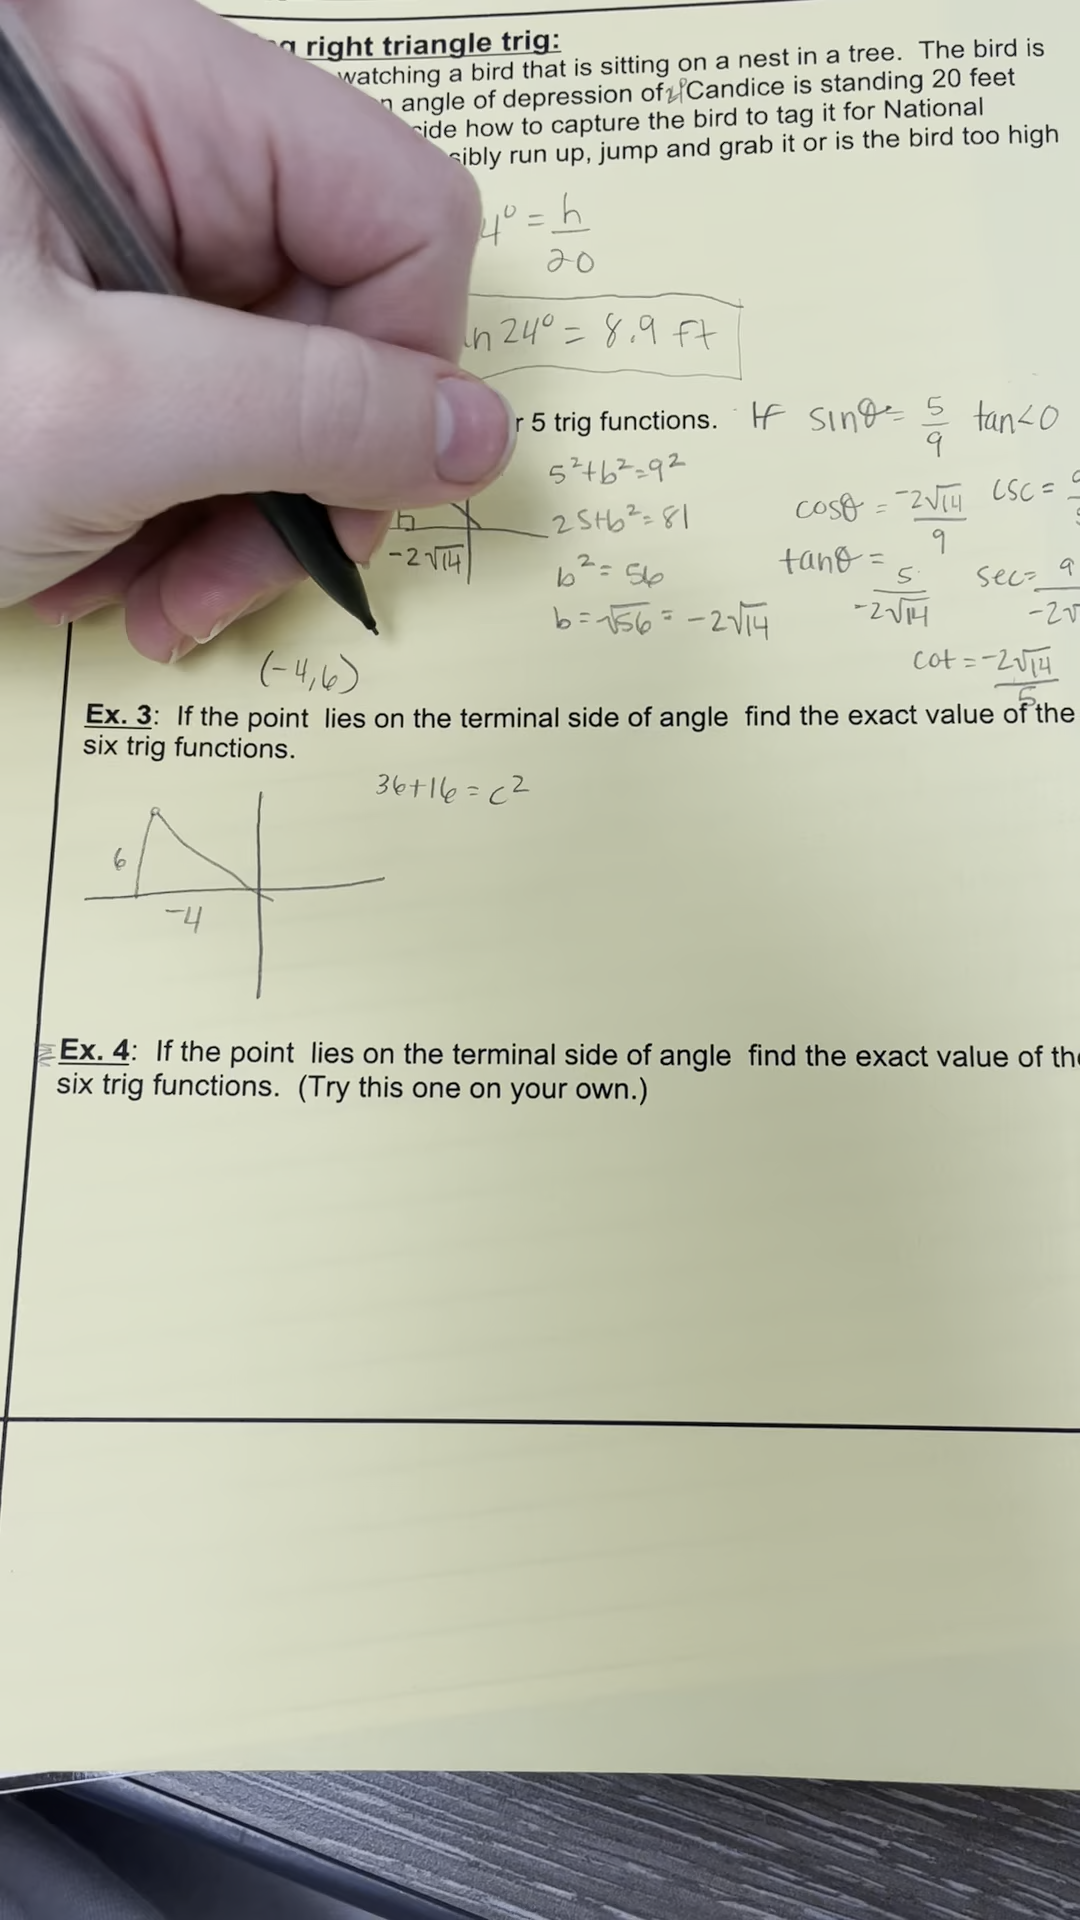 right triangle trig:
watching a bird that is sitting on a nest in a tree. The bird is
angle of depression of Candice is standing 20 feet
how to capture the bird to tag it for National
run up, jump and grab it or is the bird too high
4° = h/20
24° = 8.9 ft
5 trig functions. If sinθ = 5/9 tan<0
5²+b²=9²
25+b²=81
b²=56
b=√56 = -2√14
-2√14
cosθ = -2√14/9
csc =
tanθ = 5/-2√14
sec= 9
cot = -2√14/5
(-4,6)
Ex. 3: If the point lies on the terminal side of angle find the exact value of the
six trig functions.
36+16=c²
6
-4
Ex. 4: If the point lies on the terminal side of angle find the exact value of
six trig functions. (Try this one on your own.)